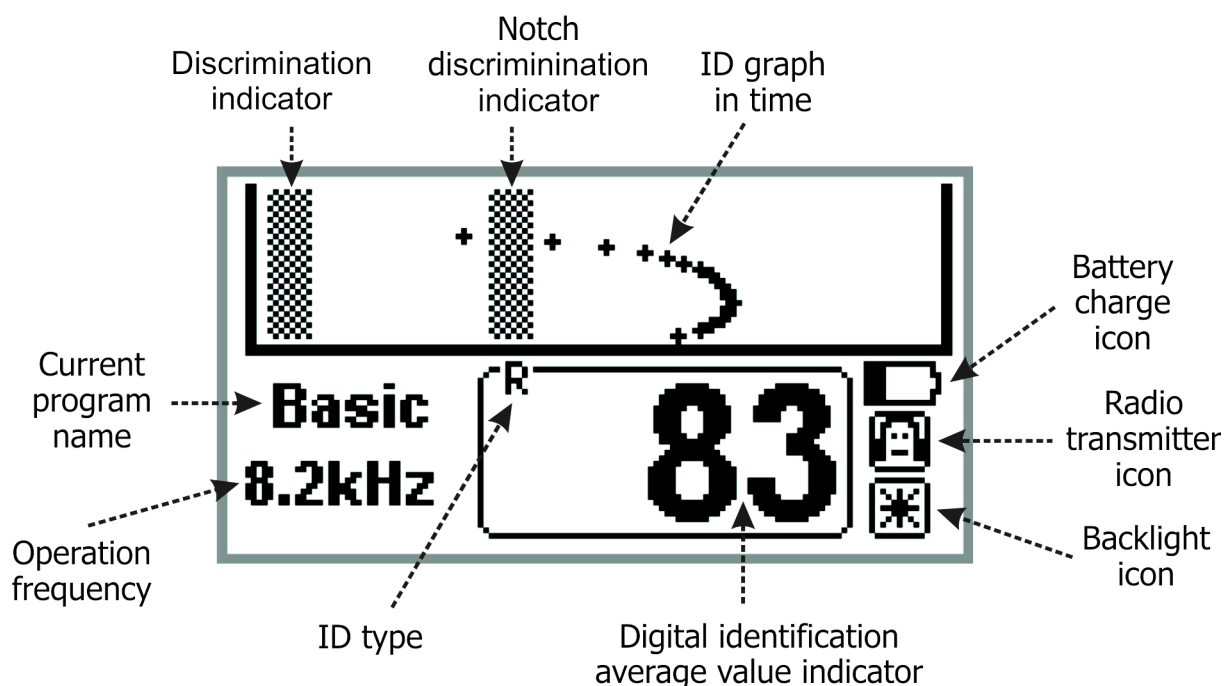 Discrimination
indicator
Notch
discriminination
indicator
ID graph
in time
Battery
charge
icon
Current
program
name
R
Basic
83
Radio
transmitter
icon
8.2kHz
Operation
frequency
Backlight
icon
ID type
Digital identification
average value indicator